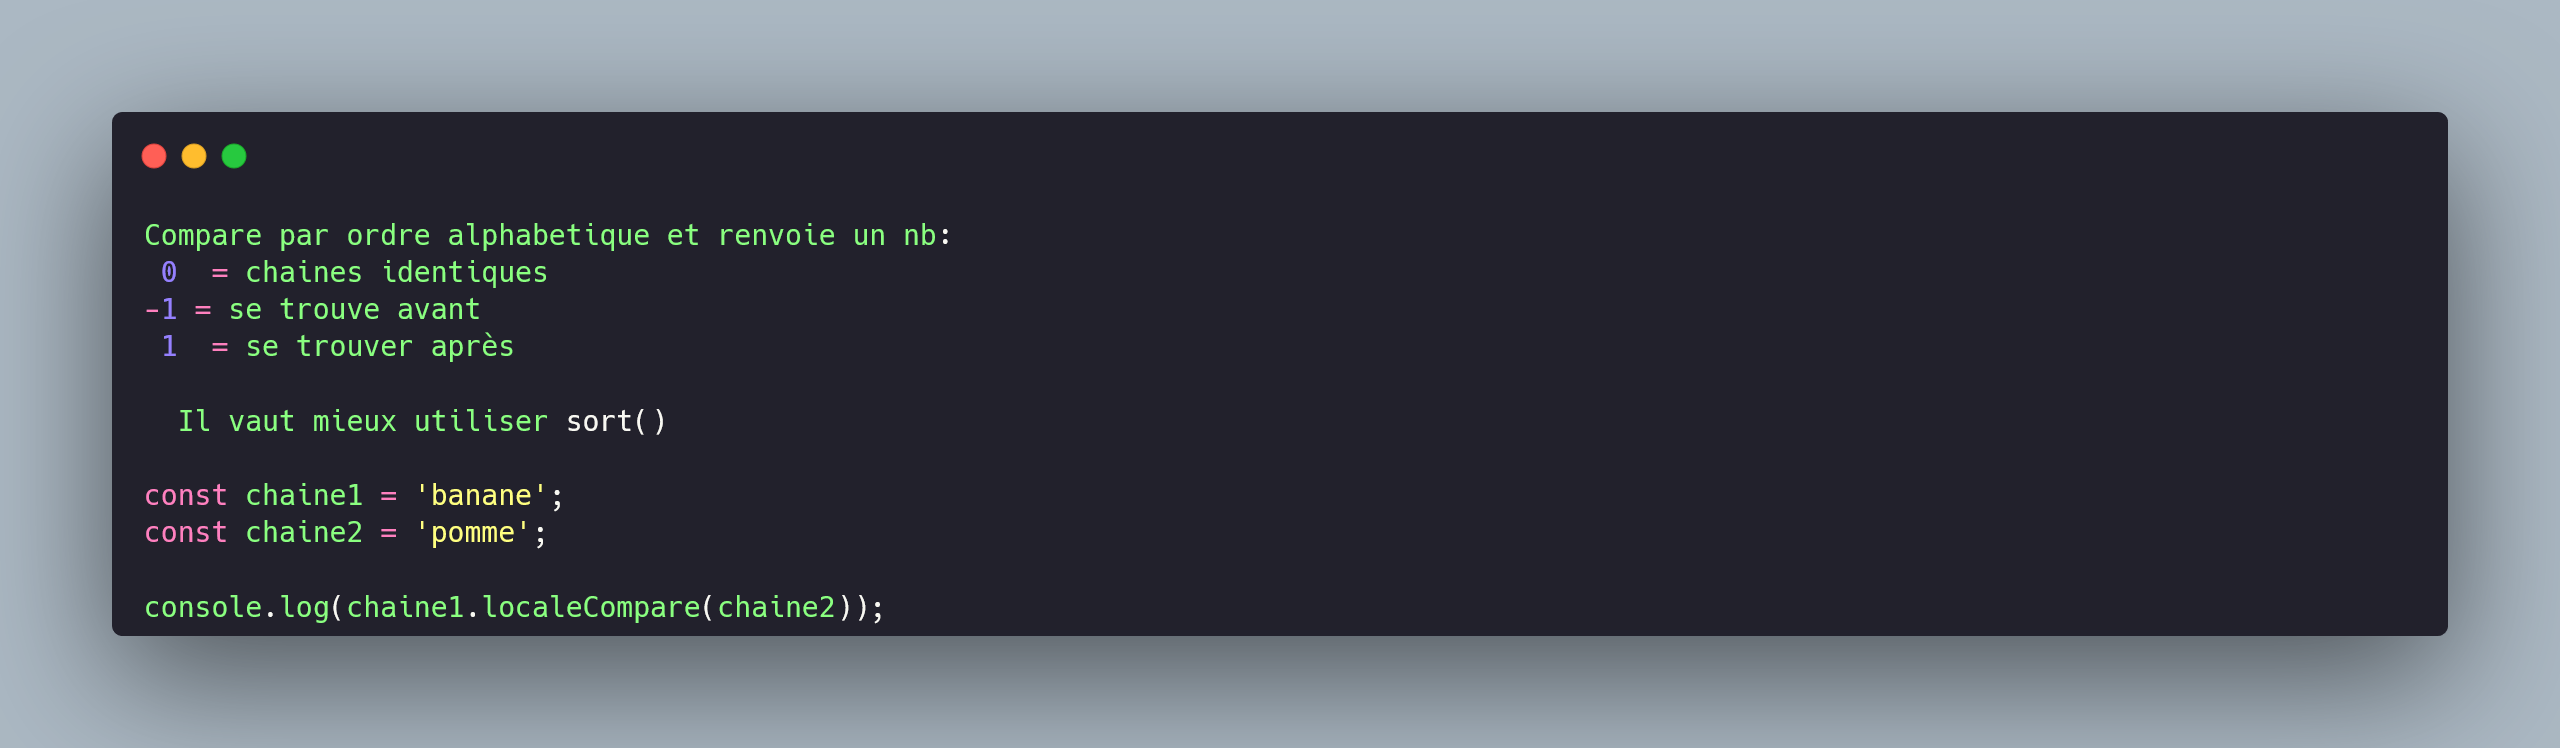 Compare par ordre alphabetique et renvoie un nb:
 0  = chaines identiques
-1 = se trouve avant
 1  = se trouver après
  Il vaut mieux utiliser sort()
const chaine1 = 'banane';
const chaine2 = 'pomme';
console.log(chaine1.localeCompare(chaine2));